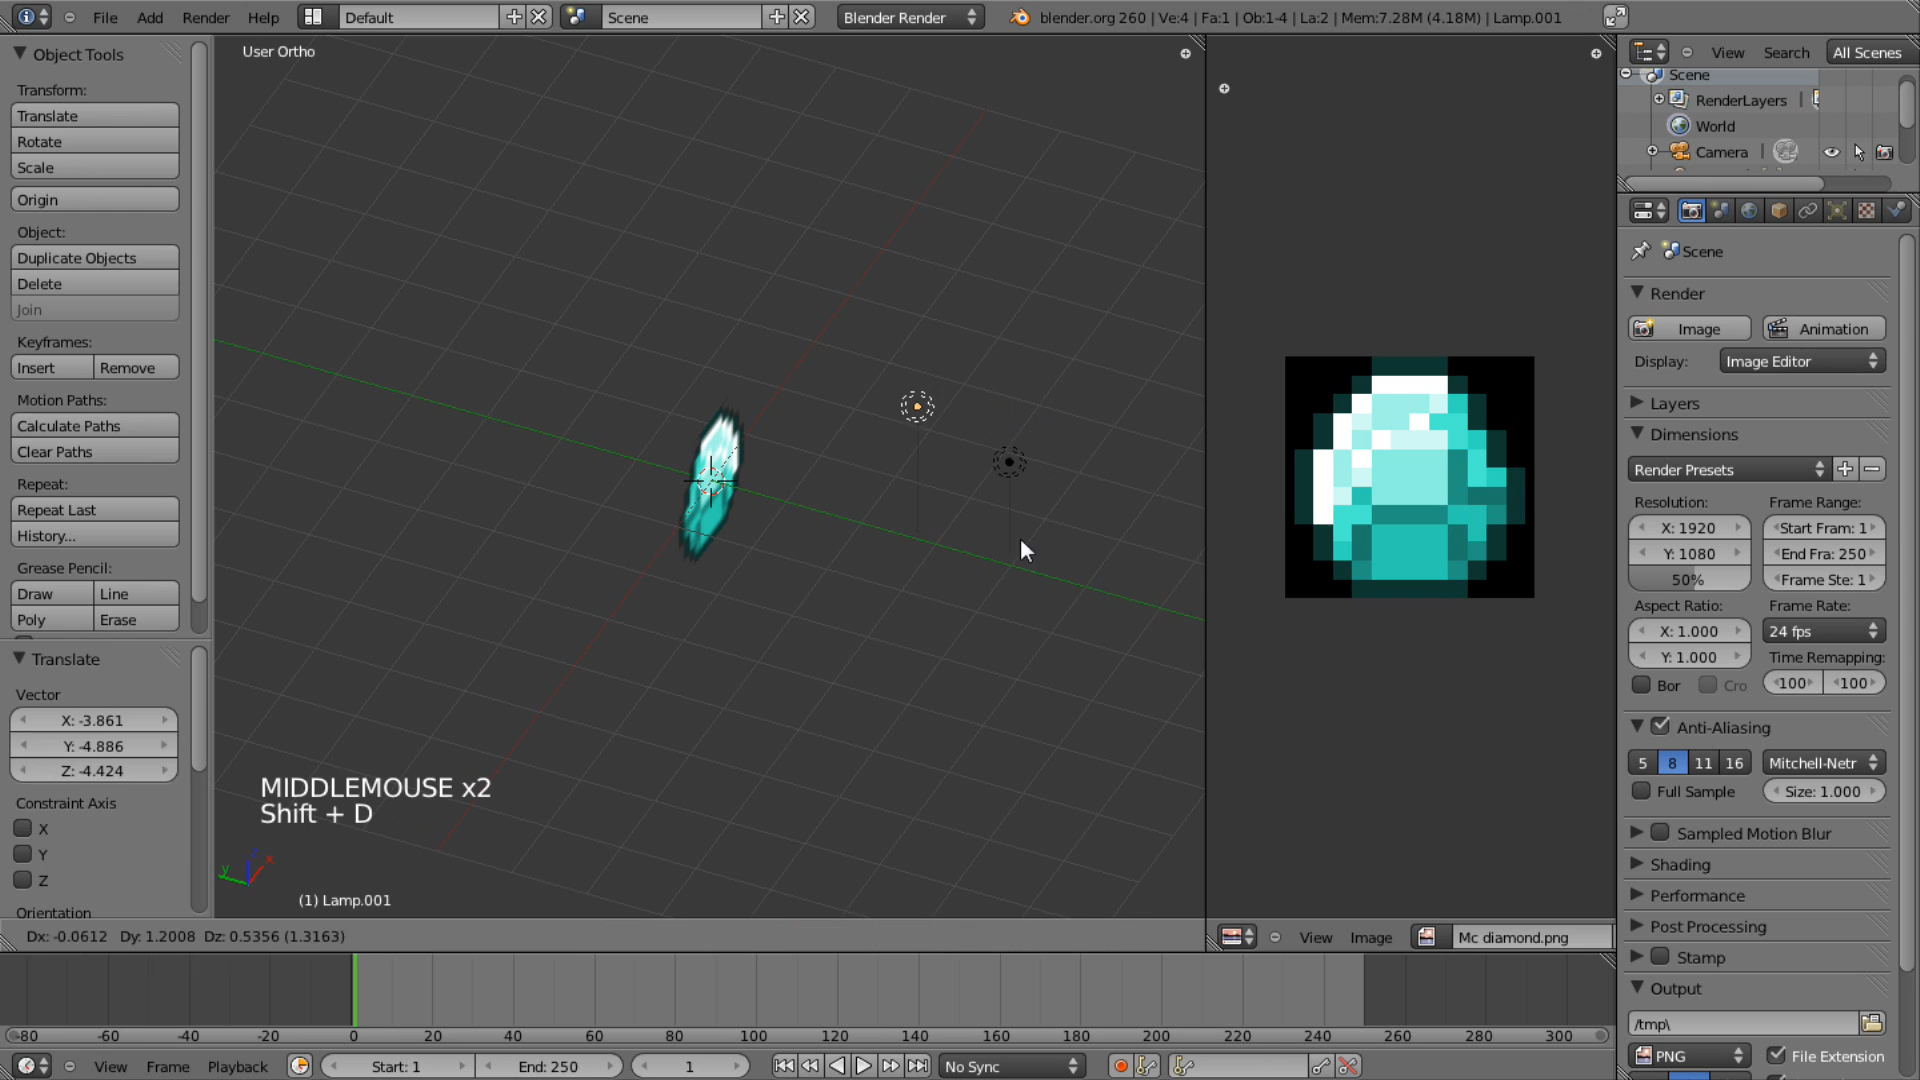 File Add Render Help Default Scene Blender Render blender.org 260 | Ve:4 | Fa:1 | Ob:1-4 | La:2 | Mem:7.28M (4.18M) | Lamp.001
Object Tools
Transform:
Translate
Rotate
Scale
Origin
Object:
Duplicate Objects
Delete
Join
Keyframes:
Insert Remove
Motion Paths:
Calculate Paths
Clear Paths
Repeat:
Repeat Last
History...
Grease Pencil:
Draw Line
Poly Erase
Translate
Vector
X: -3.861
Y: -4.886
Z: -4.424
Constraint Axis
X
Y
Z
Orientation
User Ortho
MIDDLEMOUSE x2
Shift + D
y x
(1) Lamp.001
Dx: -0.0612 Dy: 1.2008 Dz: 0.5356 (1.3163)
View Image Mc diamond.png
View Search All Scenes
Scene
RenderLayers |
World
Camera |
Scene
Render
Image Animation
Display: Image Editor
Layers
Dimensions
Render Presets
Resolution: Frame Range:
X: 1920 Start Fram: 1
Y: 1080 End Fra: 250
50% Frame Ste: 1
Aspect Ratio: Frame Rate:
X: 1.000 24 fps
Y: 1.000 Time Remapping:
Bor Cro 100 100
Anti-Aliasing
5 8 11 16 Mitchell-Netr
Full Sample Size: 1.000
Sampled Motion Blur
Shading
Performance
Post Processing
Stamp
Output
/tmp\
PNG File Extension
-80 -60 -40 -20 0 20 40 60 80 100 120 140 160 180 200 220 240 260 280 300
View Frame Playback Start: 1 End: 250 1 No Sync